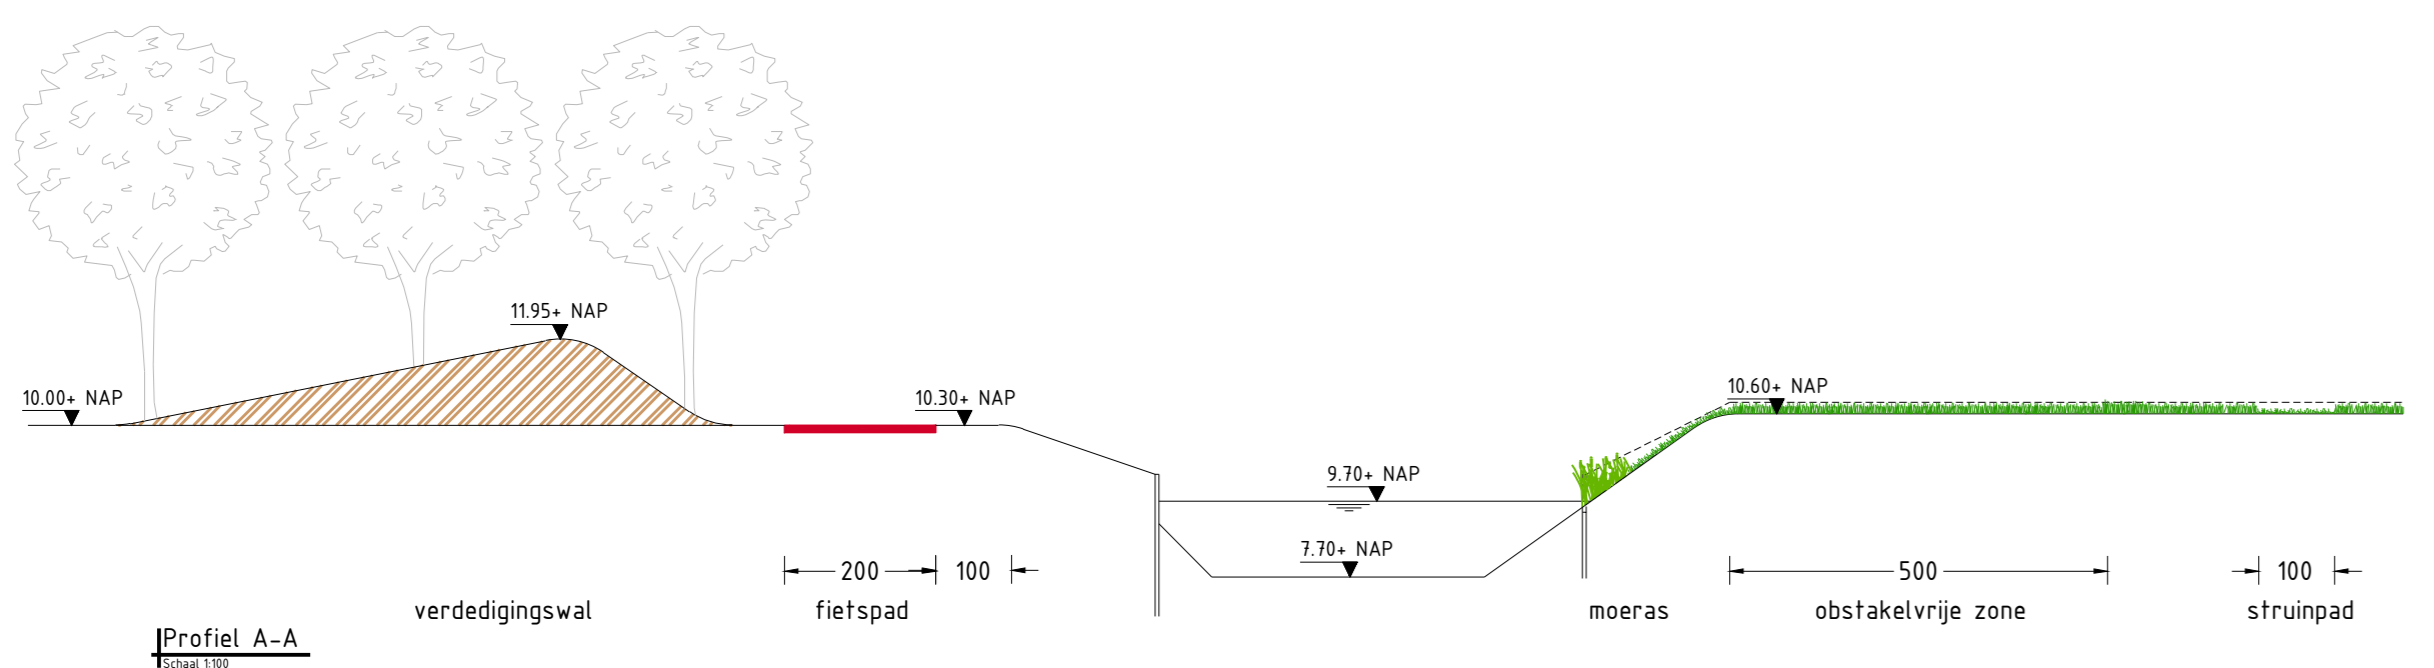 11.95+ NAP
10.00+ NAP
10.30+ NAP
10.60+ NAP
9.70+ NAP
7.70+ NAP
200
100
500
100
verdedigingswal
fietspad
moeras
obstakelvrije zone
struinpad
Profiel A-A
Schaal 1:100